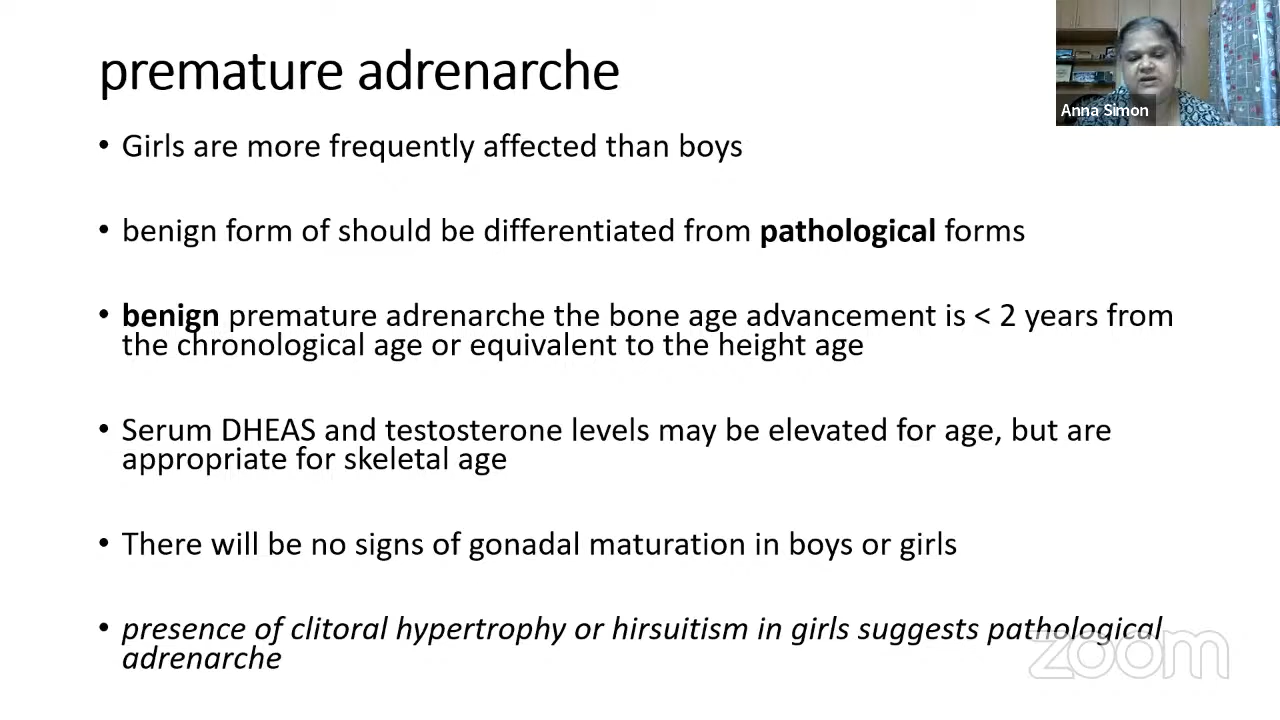 premature adrenarche
Anna Simon
• Girls are more frequently affected than boys
• benign form of should be differentiated from pathological forms
• benign premature adrenarche the bone age advancement is < 2 years from
the chronological age or equivalent to the height age
• Serum DHEAS and testosterone levels may be elevated for age, but are
appropriate for skeletal age
• There will be no signs of gonadal maturation in boys or girls
• presence of clitoral hypertrophy or hirsuitism in girls suggests pathological
adrenarche
zoom